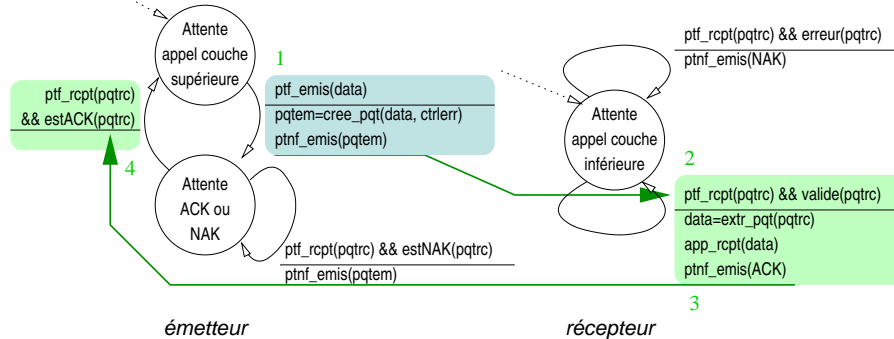 Attente
appel couche
supérieure
1
ptf_emis(data)
pqtem=cree_pqt(data, ctrlerr)
ptnf_emis(pqtem)
ptf_rcpt(pqtrc)
&& estACK(pqtrc)
4
Attente
ACK ou
NAK
ptf_rcpt(pqtrc) && estNAK(pqtrc)
ptnf_emis(pqtem)
émetteur
ptf_rcpt(pqtrc) && erreur(pqtrc)
ptnf_emis(NAK)
Attente
appel couche
inférieure
2
ptf_rcpt(pqtrc) && valide(pqtrc)
data=extr_pqt(pqtrc)
app_rcpt(data)
ptnf_emis(ACK)
3
récepteur